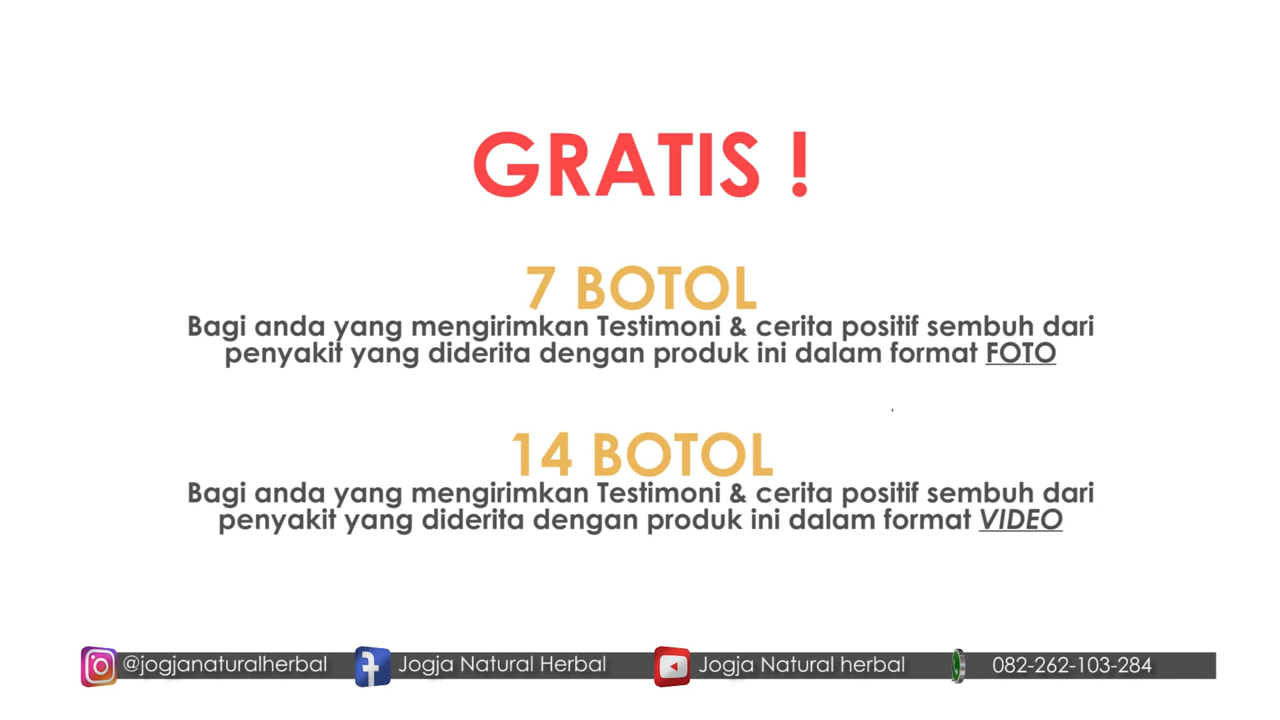 GRATIS !
7 BOTOL
Bagi anda yang mengirimkan Testimoni & cerita positif sembuh dari
penyakit yang diderita dengan produk ini dalam format FOTO
14 BOTOL
Bagi anda yang mengirimkan Testimoni & cerita positif sembuh dari
penyakit yang diderita dengan produk ini dalam format VIDEO
@jogjanaturalherbal Jogja Natural Herbal Jogja Natural herbal 082-262-103-284